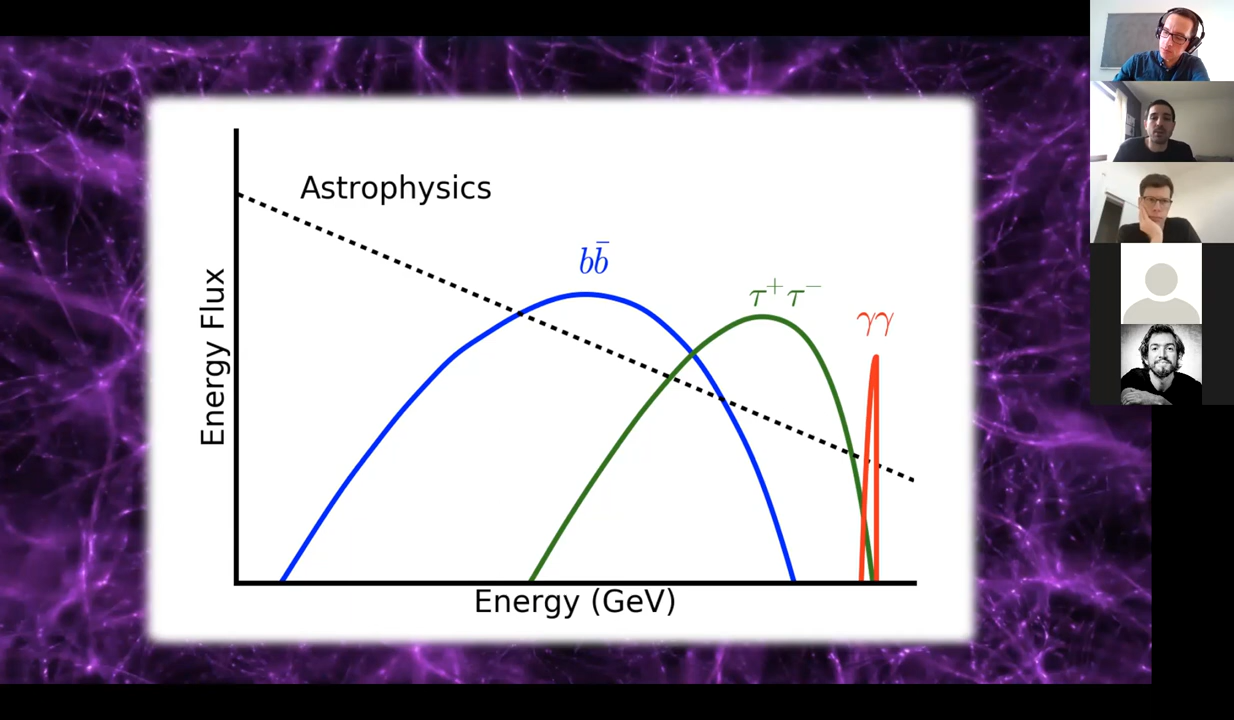 Astrophysics
bb̄
τ⁺τ⁻
γγ
Energy Flux
Energy (GeV)